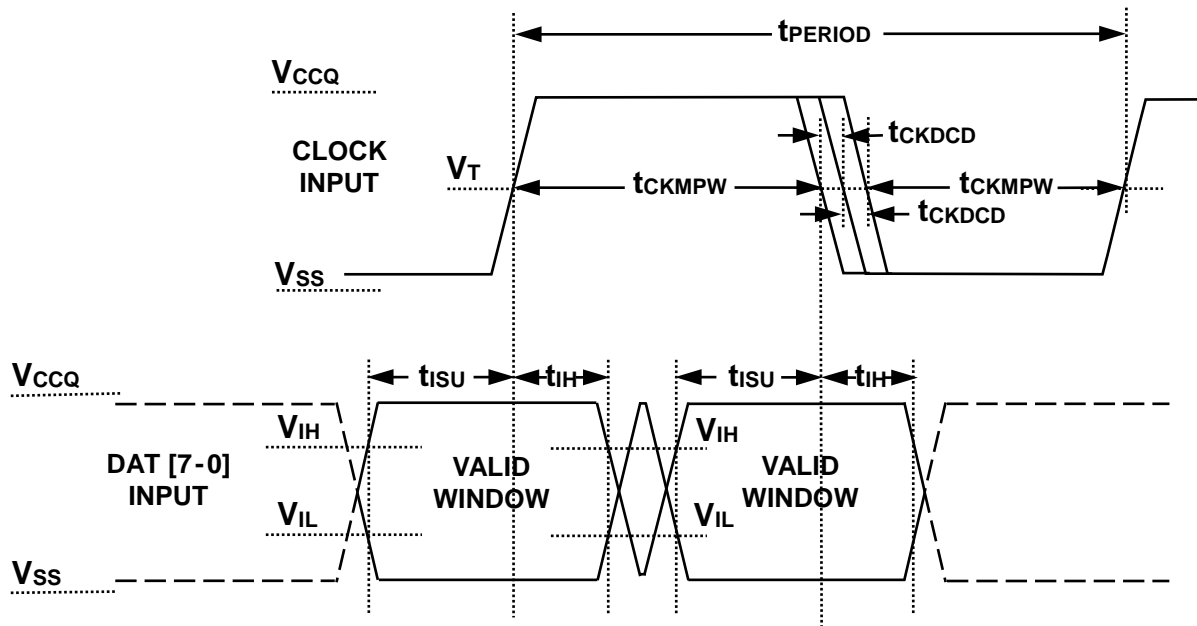 tPERIOD
VCCQ
tCKDCD
CLOCK
INPUT
VT
tCKMPW
tCKMPW
tCKDCD
VSS
VCCQ
tISU
tIH
tISU
tIH
VIH
VIH
DAT [7-0]
INPUT
VALID
WINDOW
VALID
WINDOW
VIL
VIL
VSS